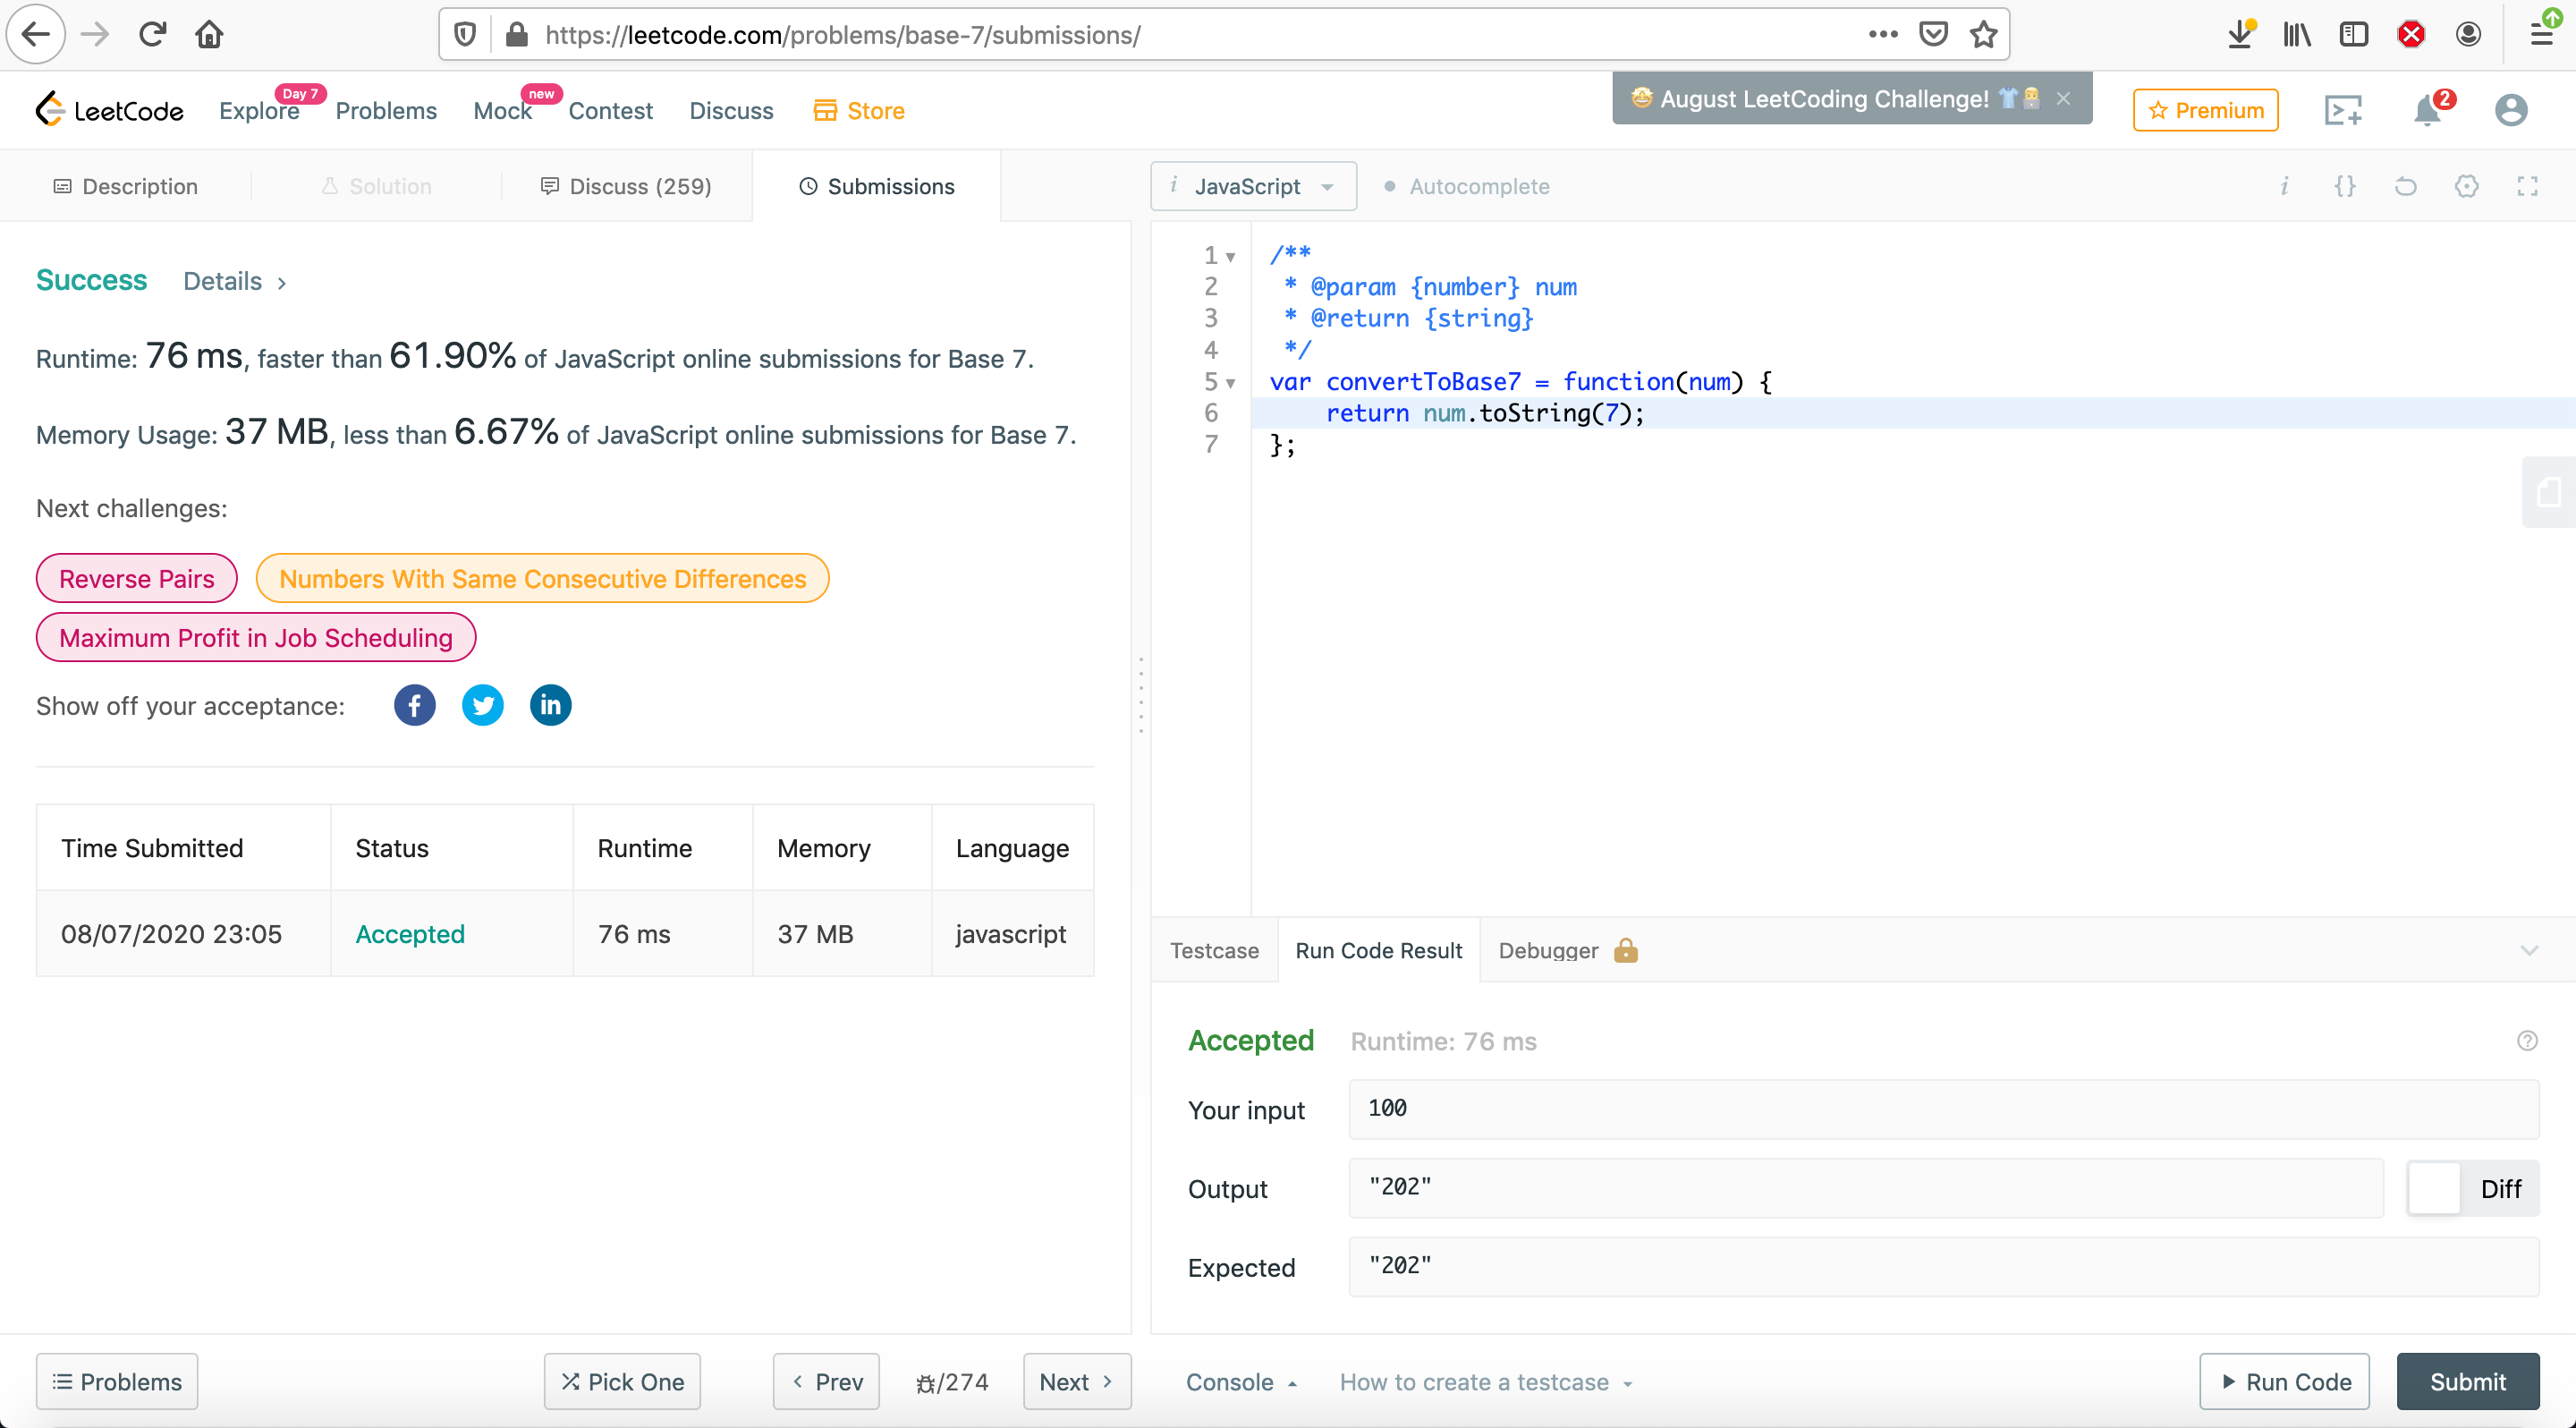 https://leetcode.com/problems/base-7/submissions/
LeetCode Explore Day 7 Problems Mock new Contest Discuss Store
August LeetCoding Challenge! Premium 2
Description Solution Discuss (259) Submissions
Success Details >
Runtime: 76 ms, faster than 61.90% of JavaScript online submissions for Base 7.
Memory Usage: 37 MB, less than 6.67% of JavaScript online submissions for Base 7.
Next challenges:
Reverse Pairs Numbers With Same Consecutive Differences
Maximum Profit in Job Scheduling
Show off your acceptance: f in
Time Submitted Status Runtime Memory Language
08/07/2020 23:05 Accepted 76 ms 37 MB javascript
Problems Pick One < Prev /274 Next >
i JavaScript Autocomplete i {}
1 /**
2  * @param {number} num
3  * @return {string}
4  */
5 var convertToBase7 = function(num) {
6     return num.toString(7);
7 };
Testcase Run Code Result Debugger
Accepted Runtime: 76 ms ?
Your input 100
Output "202" Diff
Expected "202"
Console How to create a testcase Run Code Submit